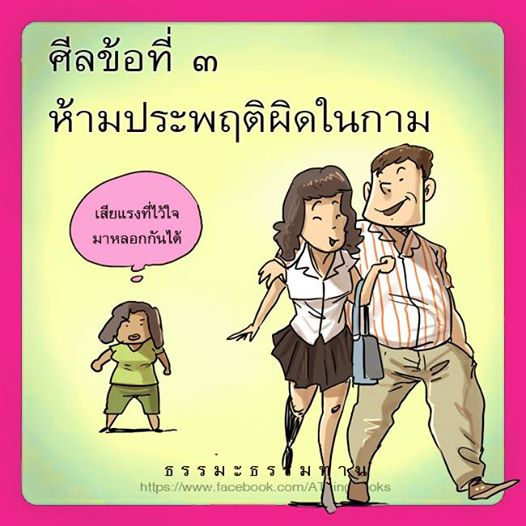 ศีลข้อที่ ๓
ห้ามประพฤติผิดในกาม
เสียแรงที่ไว้ใจ
มาหลอกกันได้
ธรรมะธรรมทาน
https://www.facebook.com/AThingBooks